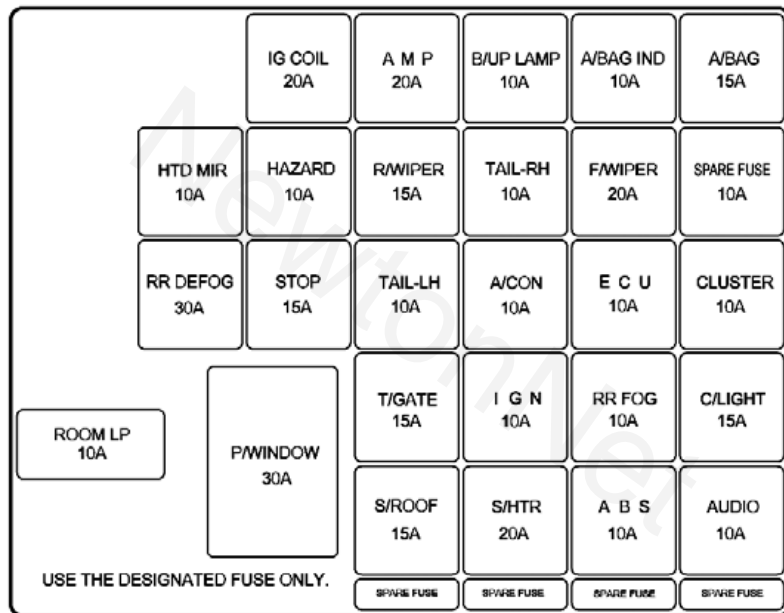 IG COIL
20A
A M P
20A
B/UP LAMP
10A
A/BAG IND
10A
A/BAG
15A
HTD MIR
10A
HAZARD
10A
R/WIPER
15A
TAIL-RH
10A
F/WIPER
20A
SPARE FUSE
10A
RR DEFOG
30A
STOP
15A
TAIL-LH
10A
A/CON
10A
E C U
10A
CLUSTER
10A
ROOM LP
10A
P/WINDOW
30A
T/GATE
15A
I G N
10A
RR FOG
10A
C/LIGHT
15A
S/ROOF
15A
S/HTR
20A
A B S
10A
AUDIO
10A
USE THE DESIGNATED FUSE ONLY.
SPARE FUSE
SPARE FUSE
SPARE FUSE
SPARE FUSE
NewtonNet